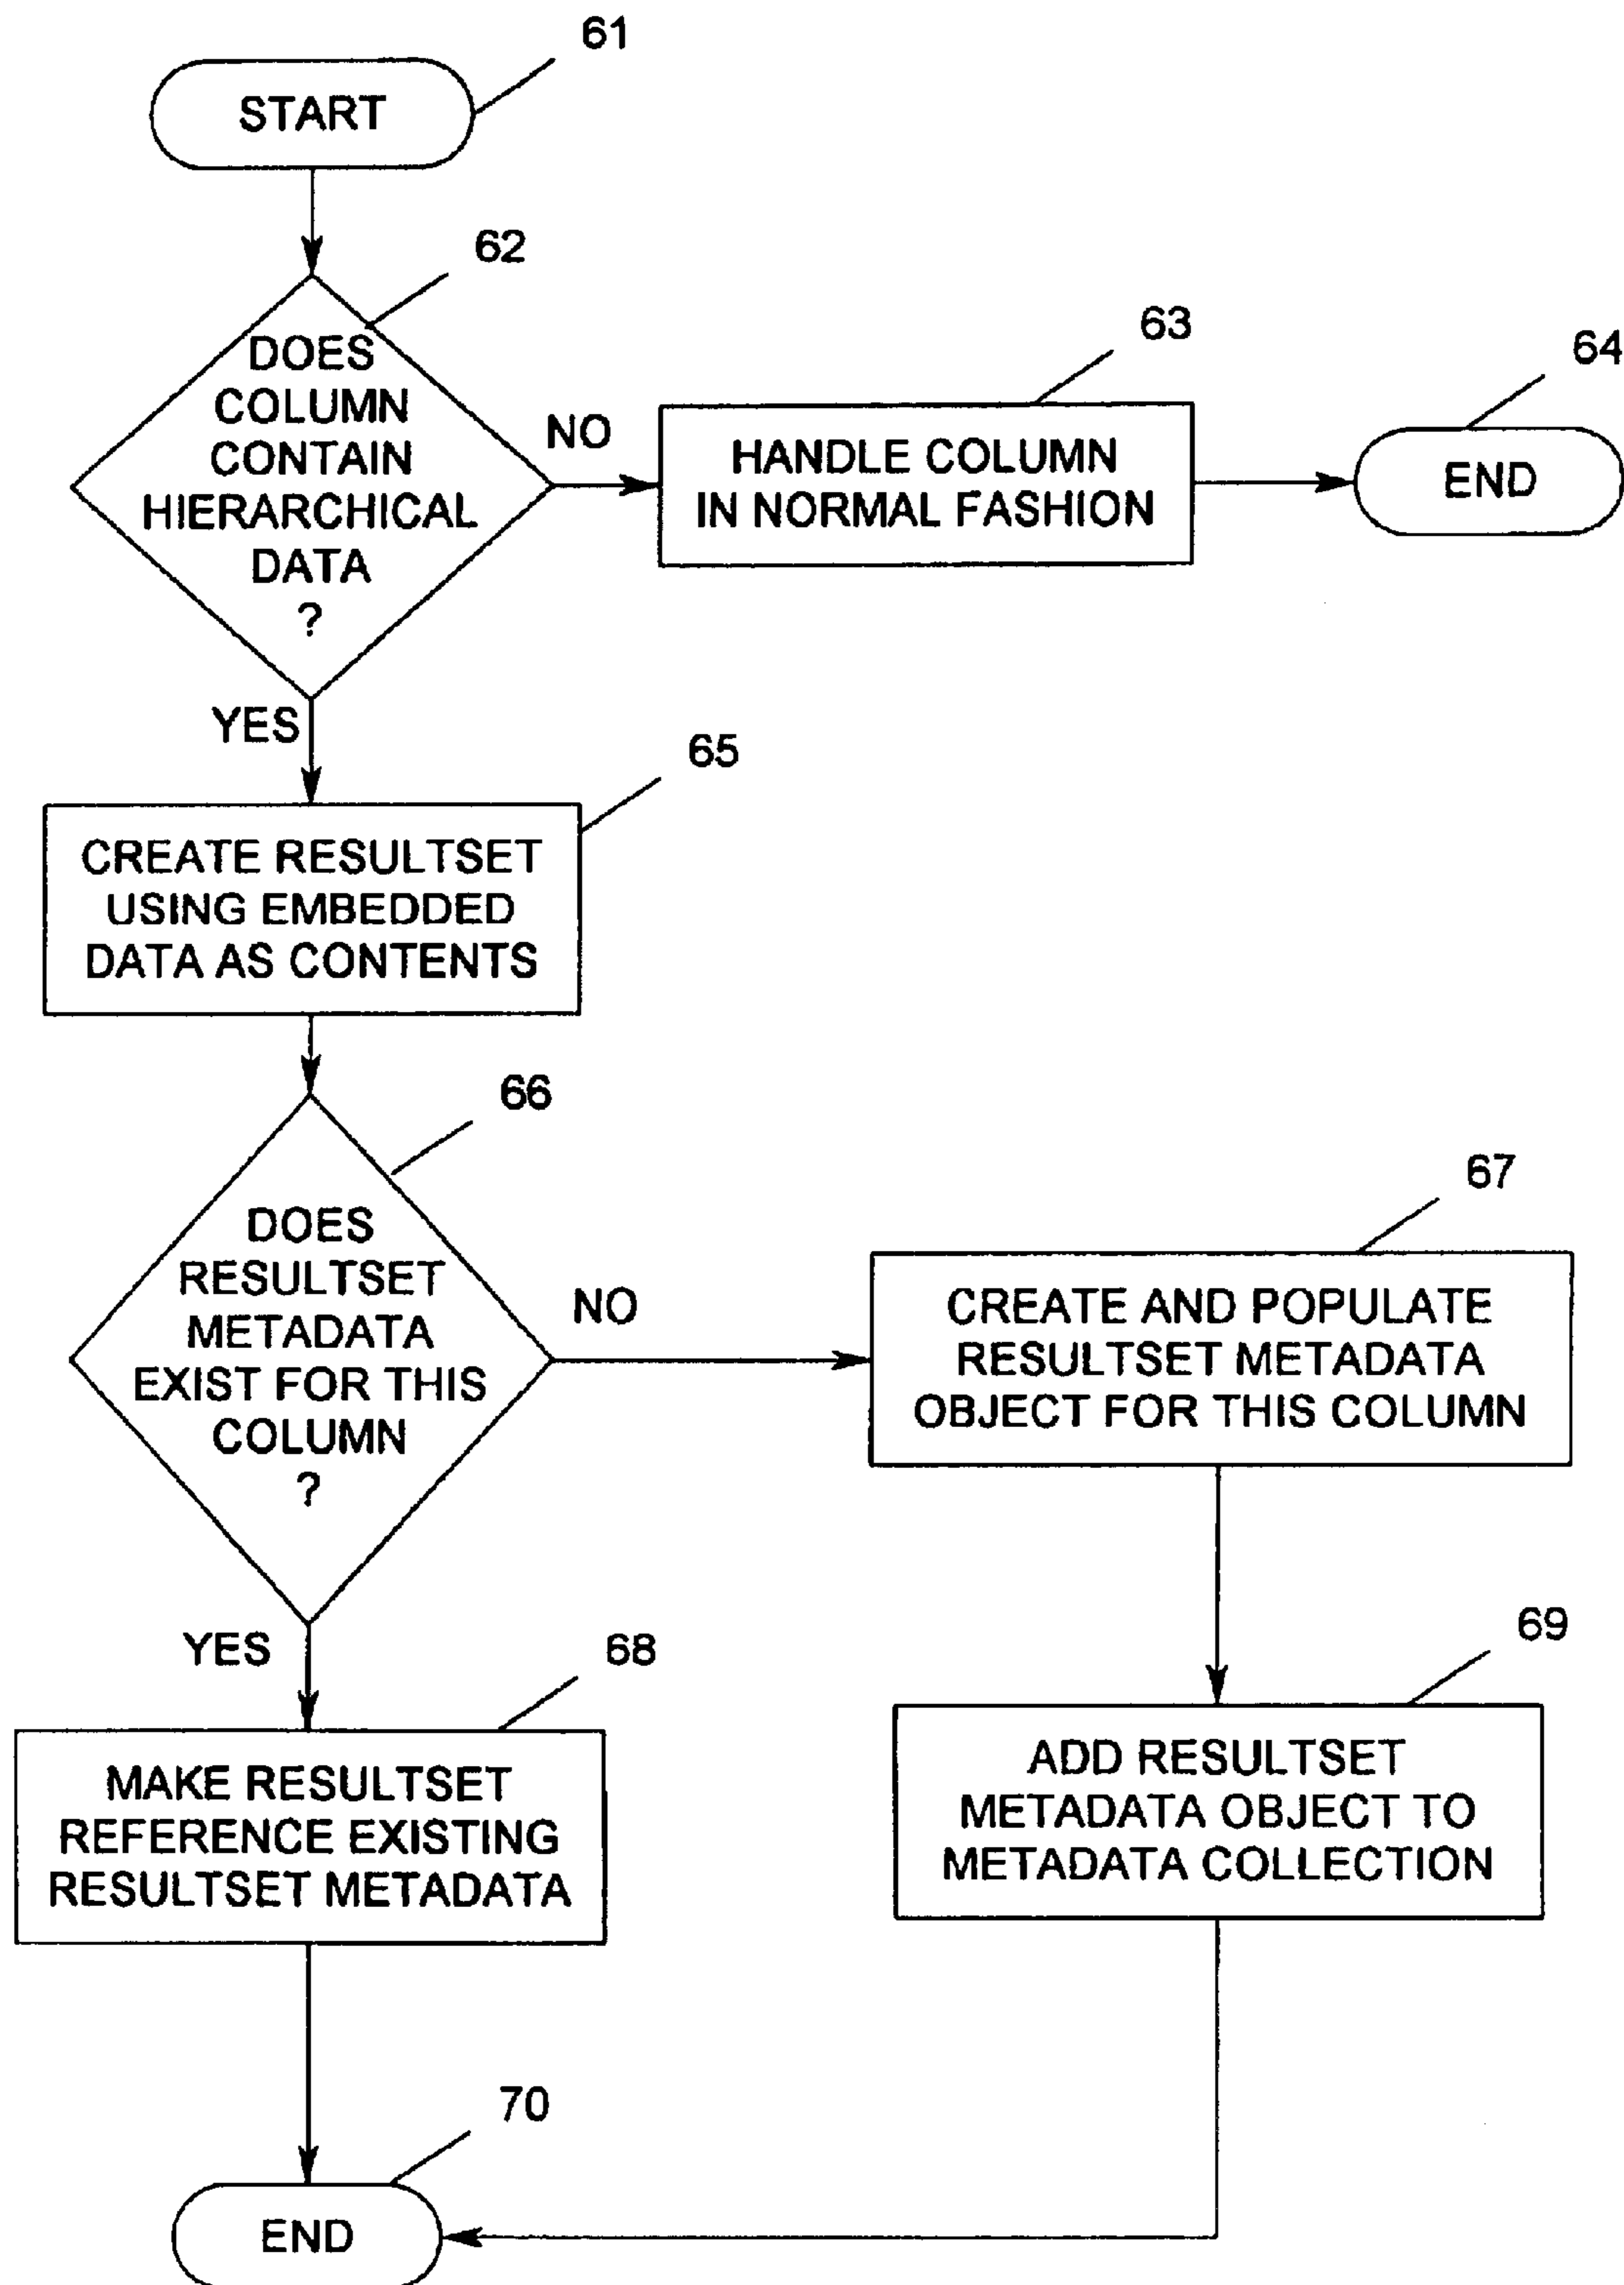 61
START
62
DOES
COLUMN
CONTAIN
HIERARCHICAL
DATA
?
NO
63
HANDLE COLUMN
IN NORMAL FASHION
64
END
YES
65
CREATE RESULTSET
USING EMBEDDED
DATA AS CONTENTS
66
DOES
RESULTSET
METADATA
EXIST FOR THIS
COLUMN
?
NO
67
CREATE AND POPULATE
RESULTSET METADATA
OBJECT FOR THIS COLUMN
YES
68
MAKE RESULTSET
REFERENCE EXISTING
RESULTSET METADATA
69
ADD RESULTSET
METADATA OBJECT TO
METADATA COLLECTION
70
END